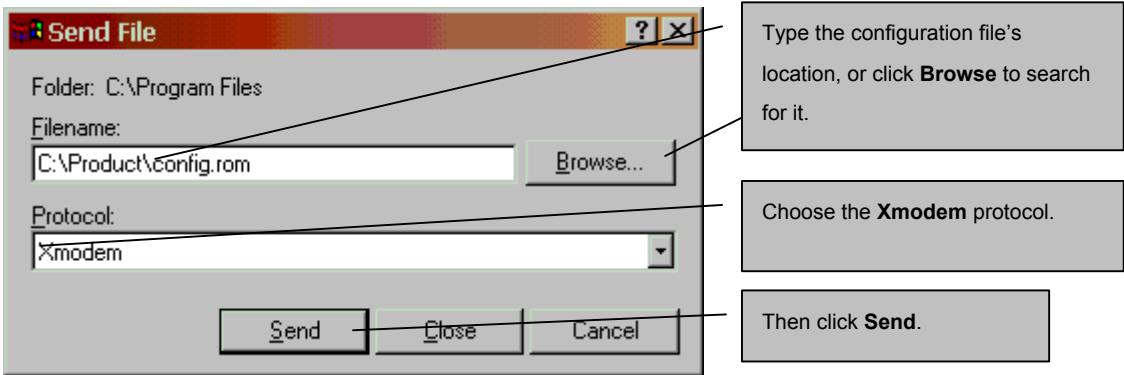 Send File
Folder: C:\Program Files
Filename:
C:\Product\config.rom
Browse...
Protocol:
Xmodem
Send
Close
Cancel
Type the configuration file’s
location, or click Browse to search
for it.
Choose the Xmodem protocol.
Then click Send.